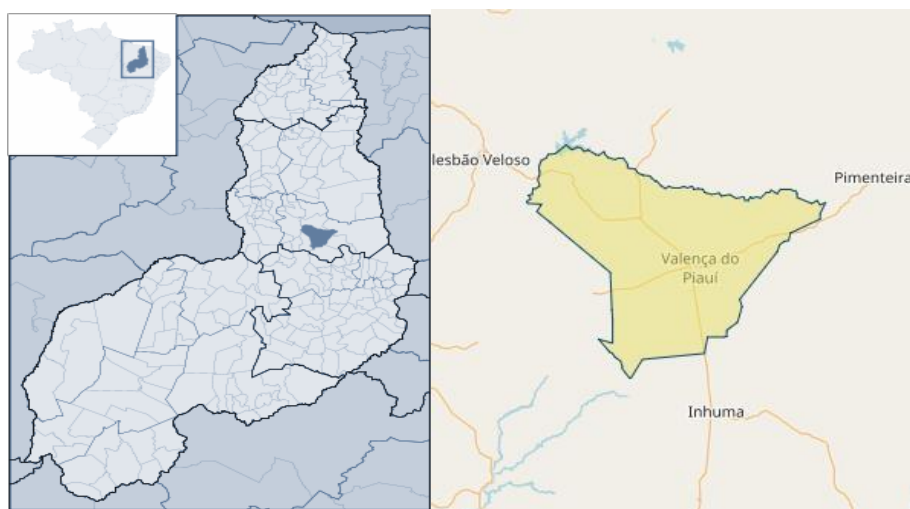 lesbão Veloso
Pimenteira
Valença do
Piauí
Inhuma